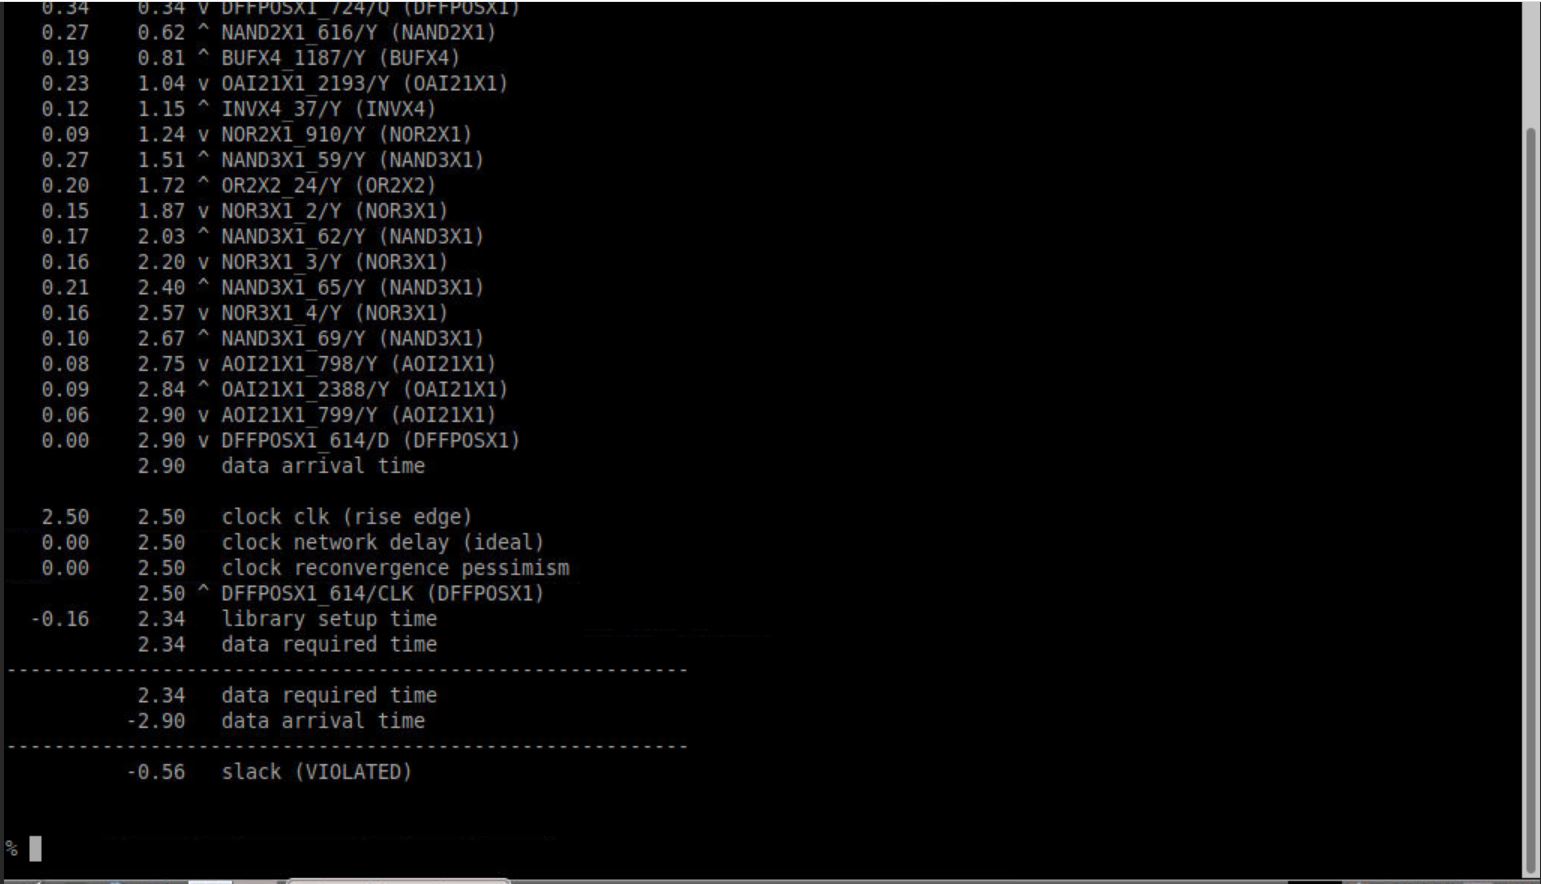 0.34    0.34 v DFFPOSX1_724/Q (DFFPOSX1)
0.27    0.62 ^ NAND2X1_616/Y (NAND2X1)
0.19    0.81 ^ BUFX4_1187/Y (BUFX4)
0.23    1.04 v OAI21X1_2193/Y (OAI21X1)
0.12    1.15 ^ INVX4_37/Y (INVX4)
0.09    1.24 v NOR2X1_910/Y (NOR2X1)
0.27    1.51 ^ NAND3X1_59/Y (NAND3X1)
0.20    1.72 ^ OR2X2_24/Y (OR2X2)
0.15    1.87 v NOR3X1_2/Y (NOR3X1)
0.17    2.03 ^ NAND3X1_62/Y (NAND3X1)
0.16    2.20 v NOR3X1_3/Y (NOR3X1)
0.21    2.40 ^ NAND3X1_65/Y (NAND3X1)
0.16    2.57 v NOR3X1_4/Y (NOR3X1)
0.10    2.67 ^ NAND3X1_69/Y (NAND3X1)
0.08    2.75 v AOI21X1_798/Y (AOI21X1)
0.09    2.84 ^ OAI21X1_2388/Y (OAI21X1)
0.06    2.90 v AOI21X1_799/Y (AOI21X1)
0.00    2.90 v DFFPOSX1_614/D (DFFPOSX1)
2.90   data arrival time
2.50    2.50   clock clk (rise edge)
0.00    2.50   clock network delay (ideal)
0.00    2.50   clock reconvergence pessimism
2.50 ^ DFFPOSX1_614/CLK (DFFPOSX1)
-0.16    2.34   library setup time
2.34   data required time
---------------------------------------------------------
2.34   data required time
-2.90   data arrival time
---------------------------------------------------------
-0.56   slack (VIOLATED)
%